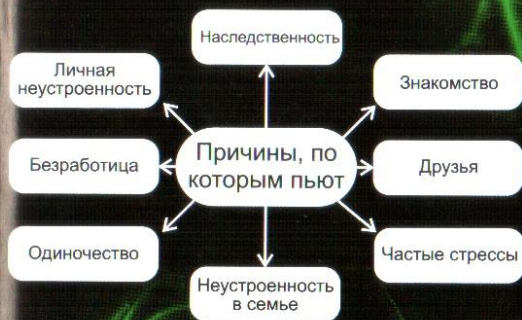 Наследственность
Личная
неустроенность
Знакомство
Безработица
Причины, по
которым пьют
Друзья
Одиночество
Частые стрессы
Неустроенность
в семье